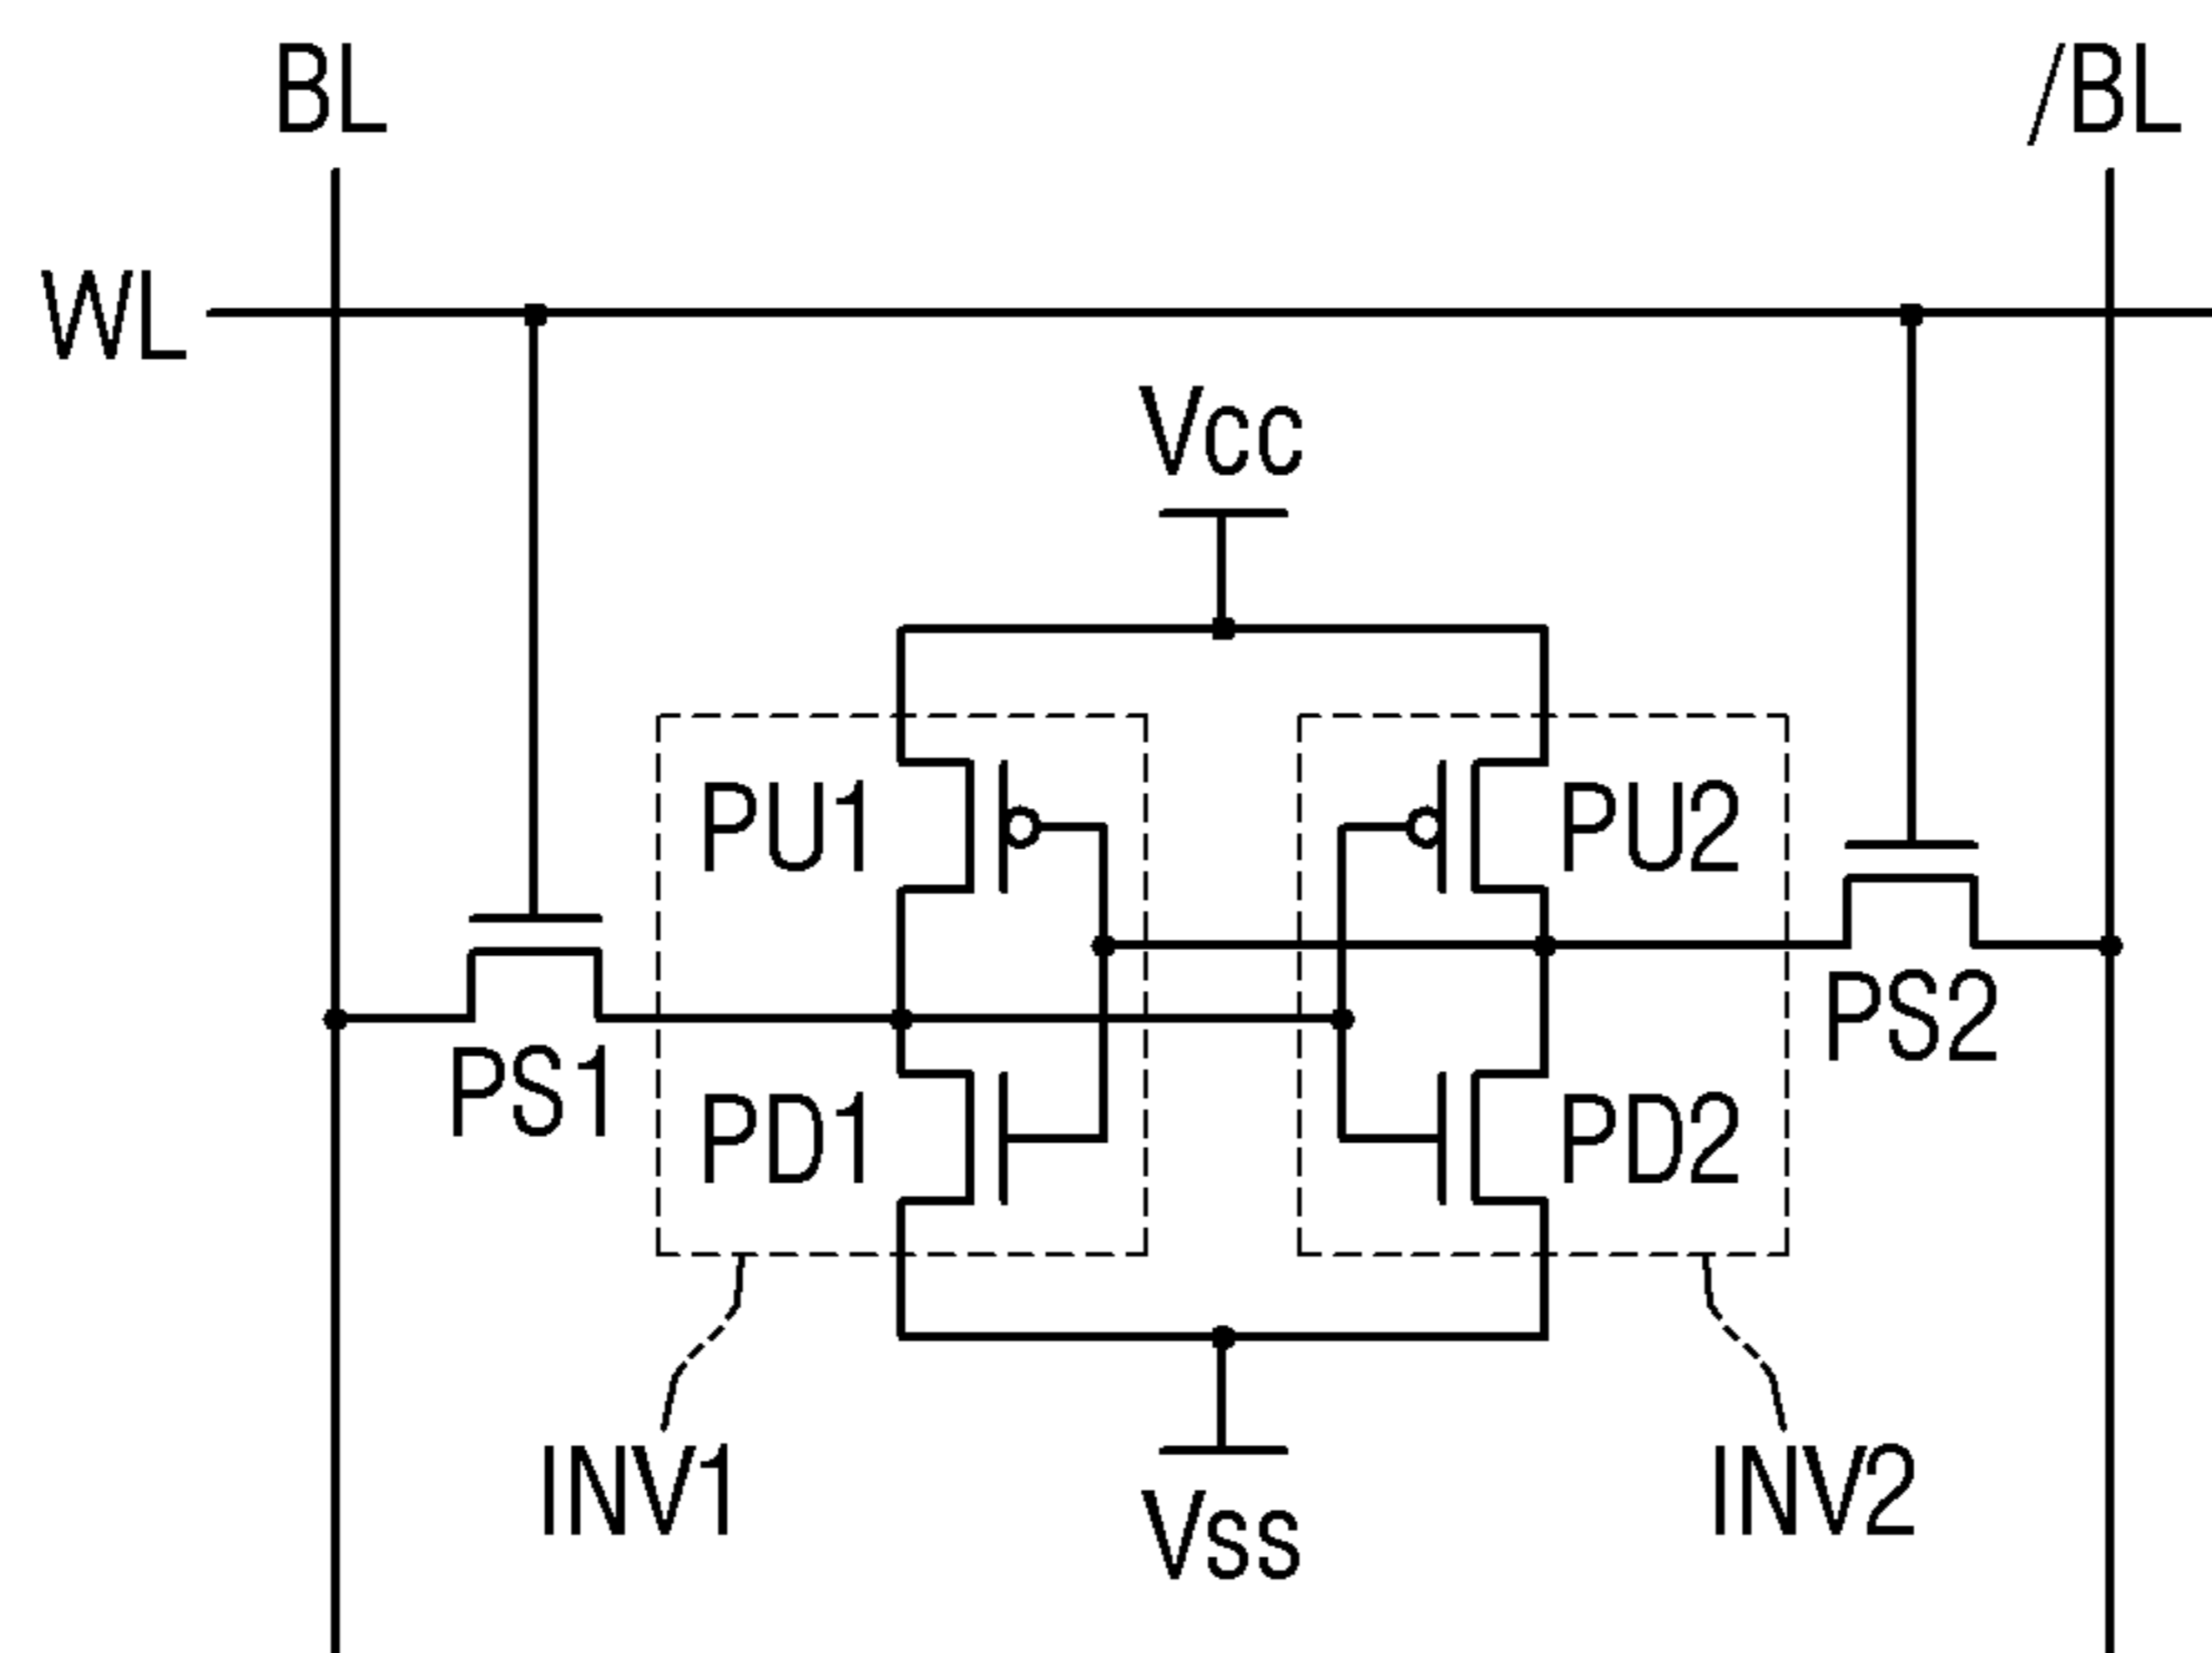 BL
/BL
WL
Vcc
PU1
PU2
PS1
PS2
PD1
PD2
INV1
INV2
Vss